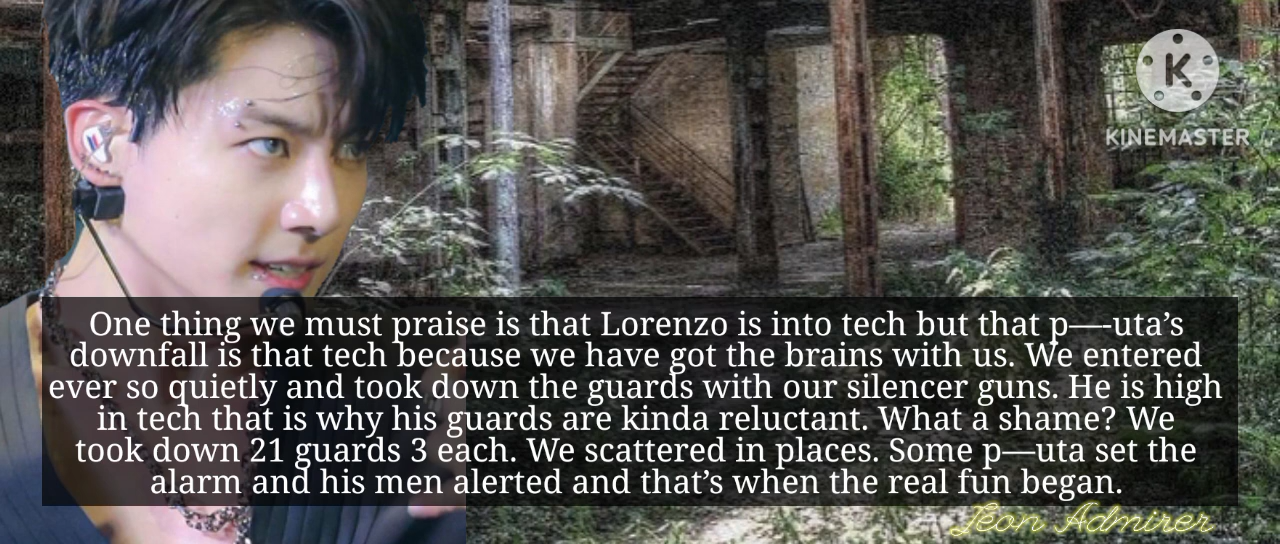 K
KINEMASTER
One thing we must praise is that Lorenzo is into tech but that p—-uta’s
downfall is that tech because we have got the brains with us. We entered
ever so quietly and took down the guards with our silencer guns. He is high
in tech that is why his guards are kinda reluctant. What a shame? We
took down 21 guards 3 each. We scattered in places. Some p—uta set the
alarm and his men alerted and that’s when the real fun began.
Jeon Admirer